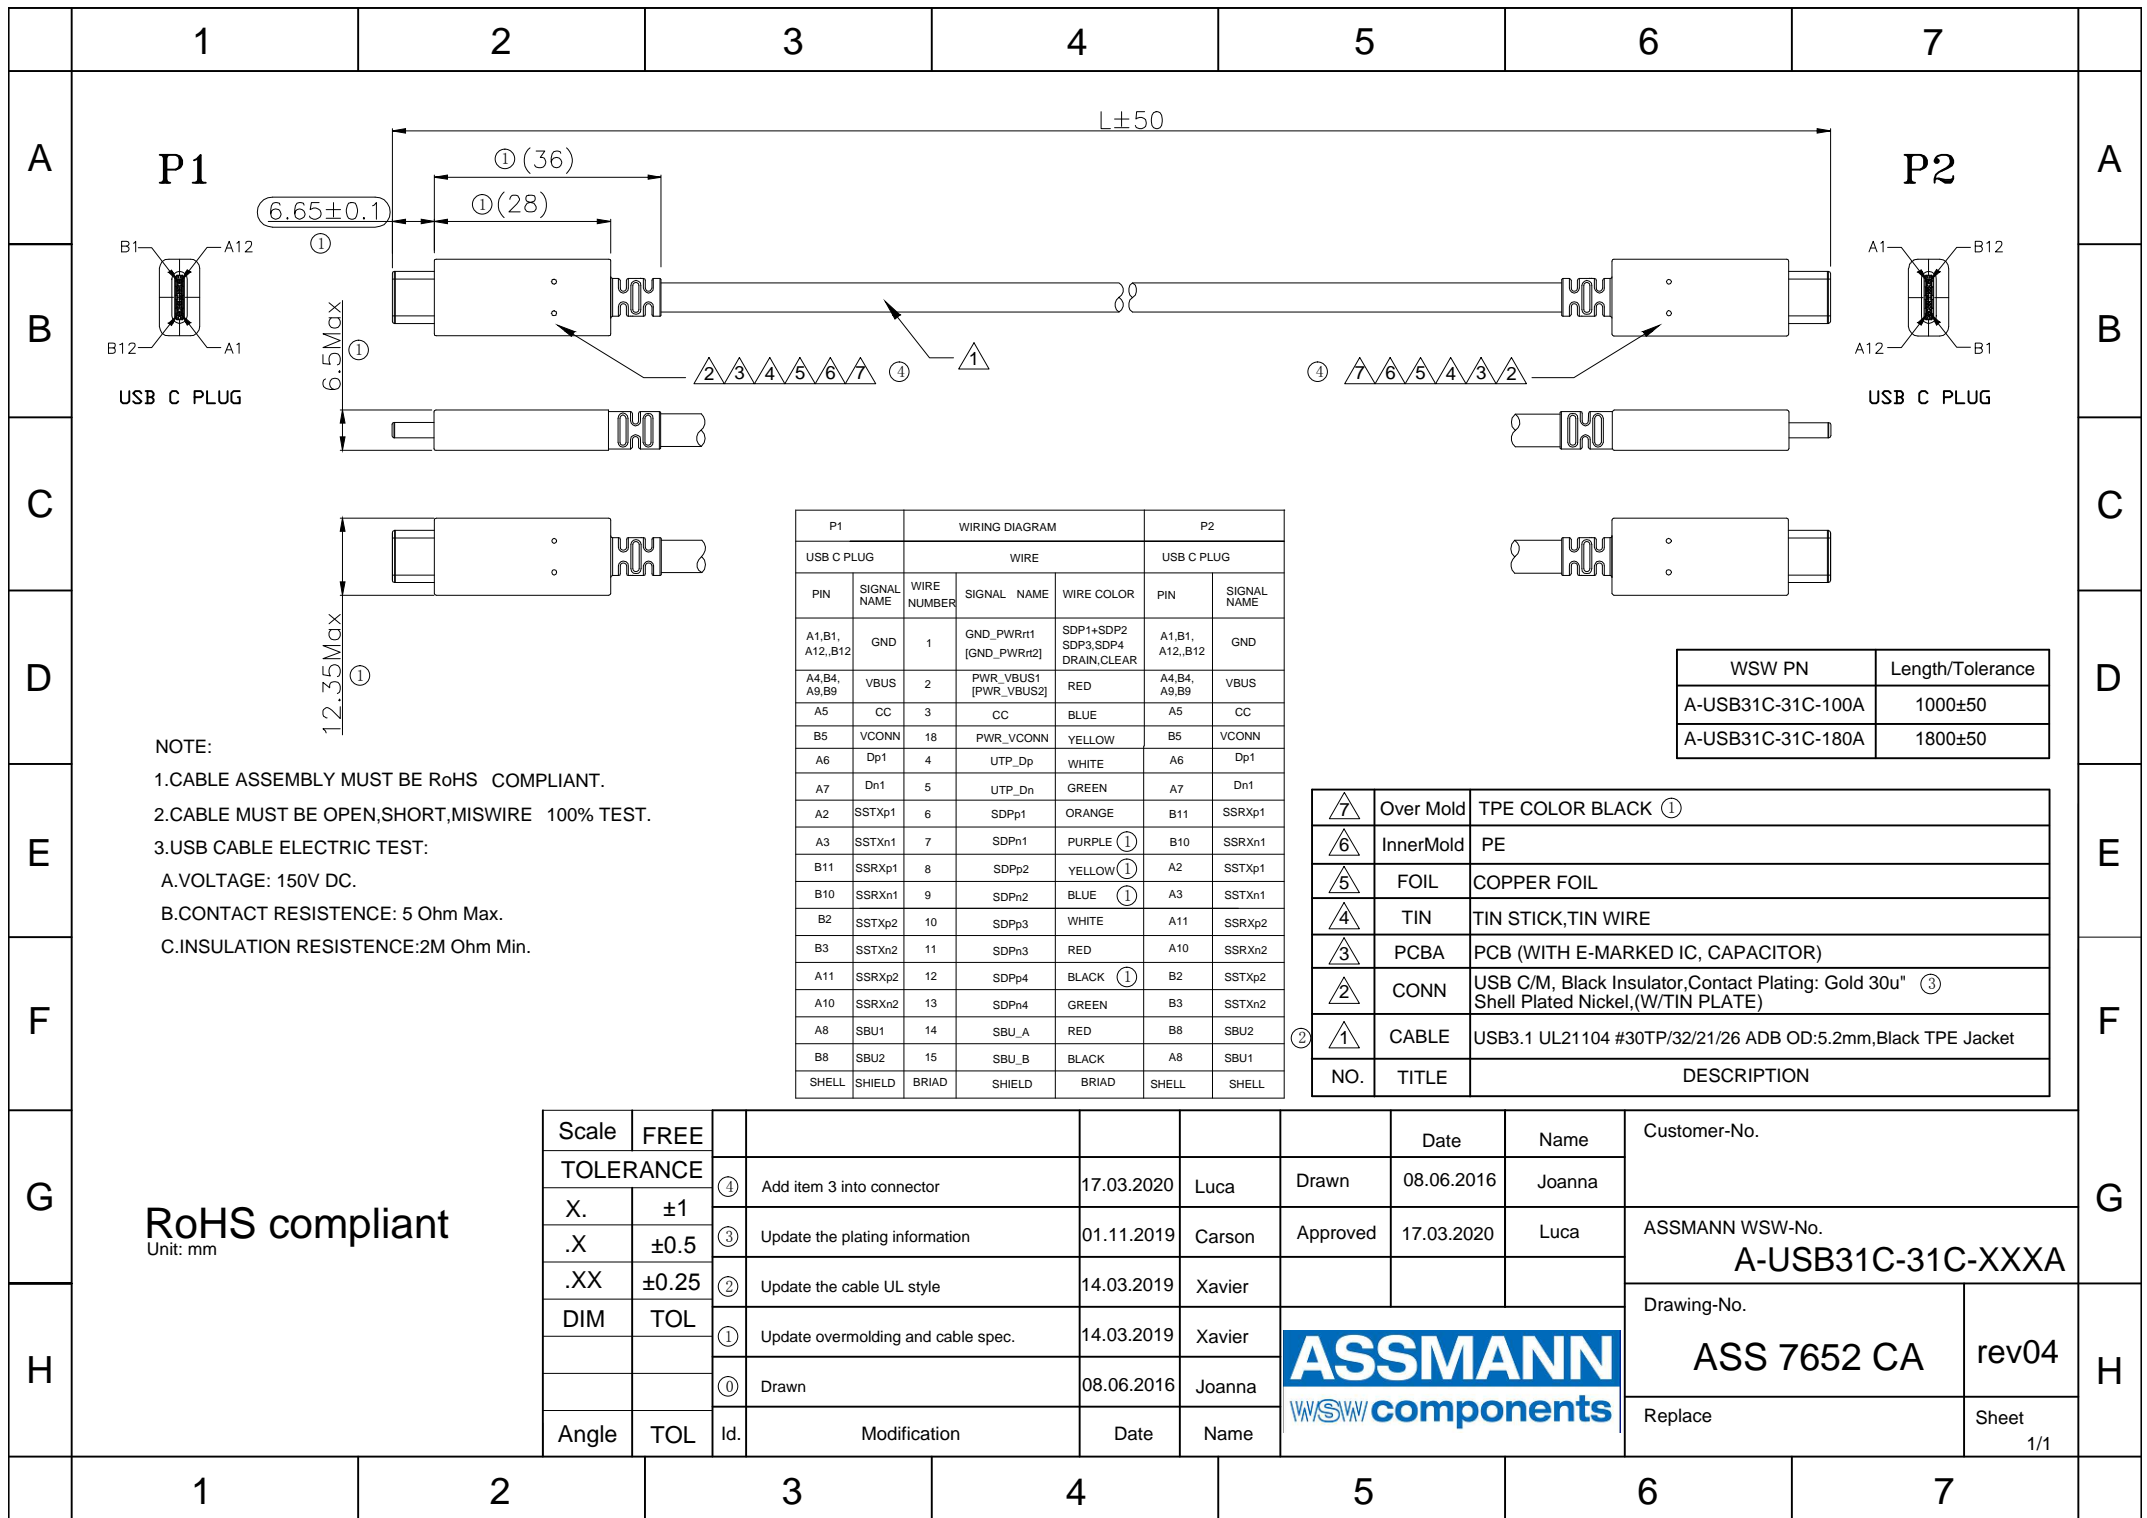 1 2 3 4 5 6 7
A A
B B
C C
D D
E E
F F
G G
H H
L±50
①(36)
①(28)
6.65±0.1
①
P1
B1 A12
B12 A1
USB C PLUG
P2
A1 B12
A12 B1
USB C PLUG
6.5Max ①
2 3 4 5 6 7 ④
1
④ 7 6 5 4 3 2
12.35Max ①
NOTE:
1.CABLE ASSEMBLY MUST BE RoHS COMPLIANT.
2.CABLE MUST BE OPEN,SHORT,MISWIRE 100% TEST.
3.USB CABLE ELECTRIC TEST:
A.VOLTAGE: 150V DC.
B.CONTACT RESISTENCE: 5 Ohm Max.
C.INSULATION RESISTENCE:2M Ohm Min.
P1 WIRING DIAGRAM P2
USB C PLUG WIRE USB C PLUG
PIN SIGNAL NAME WIRE NUMBER SIGNAL NAME WIRE COLOR PIN SIGNAL NAME
A1,B1, A12,,B12 GND 1 GND_PWRrt1 [GND_PWRrt2] SDP1+SDP2 SDP3,SDP4 DRAIN,CLEAR A1,B1, A12,,B12 GND
A4,B4, A9,B9 VBUS 2 PWR_VBUS1 [PWR_VBUS2] RED A4,B4, A9,B9 VBUS
A5 CC 3 CC BLUE A5 CC
B5 VCONN 18 PWR_VCONN YELLOW B5 VCONN
A6 Dp1 4 UTP_Dp WHITE A6 Dp1
A7 Dn1 5 UTP_Dn GREEN A7 Dn1
A2 SSTXp1 6 SDPp1 ORANGE B11 SSRXp1
A3 SSTXn1 7 SDPn1 PURPLE ① B10 SSRXn1
B11 SSRXp1 8 SDPp2 YELLOW ① A2 SSTXp1
B10 SSRXn1 9 SDPn2 BLUE ① A3 SSTXn1
B2 SSTXp2 10 SDPp3 WHITE A11 SSRXp2
B3 SSTXn2 11 SDPn3 RED A10 SSRXn2
A11 SSRXp2 12 SDPp4 BLACK ① B2 SSTXp2
A10 SSRXn2 13 SDPn4 GREEN B3 SSTXn2
A8 SBU1 14 SBU_A RED B8 SBU2
B8 SBU2 15 SBU_B BLACK A8 SBU1
SHELL SHIELD BRIAD SHIELD BRIAD SHELL SHELL
WSW PN Length/Tolerance
A-USB31C-31C-100A 1000±50
A-USB31C-31C-180A 1800±50
7 Over Mold TPE COLOR BLACK ①
6 InnerMold PE
5 FOIL COPPER FOIL
4 TIN TIN STICK,TIN WIRE
3 PCBA PCB (WITH E-MARKED IC, CAPACITOR)
2 CONN USB C/M, Black Insulator,Contact Plating: Gold 30u" ③
Shell Plated Nickel,(W/TIN PLATE)
② 1 CABLE USB3.1 UL21104 #30TP/32/21/26 ADB OD:5.2mm,Black TPE Jacket
NO. TITLE DESCRIPTION
RoHS compliant
Unit: mm
Scale FREE
TOLERANCE
X. ±1
.X ±0.5
.XX ±0.25
DIM TOL
Angle TOL
④ Add item 3 into connector 17.03.2020 Luca
③ Update the plating information 01.11.2019 Carson
② Update the cable UL style 14.03.2019 Xavier
① Update overmolding and cable spec. 14.03.2019 Xavier
⓪ Drawn 08.06.2016 Joanna
Id. Modification Date Name
Date Name
Drawn 08.06.2016 Joanna
Approved 17.03.2020 Luca
ASSMANN
WSW components
Customer-No.
ASSMANN WSW-No.
A-USB31C-31C-XXXA
Drawing-No.
ASS 7652 CA rev04
Replace Sheet
1/1
1 2 3 4 5 6 7